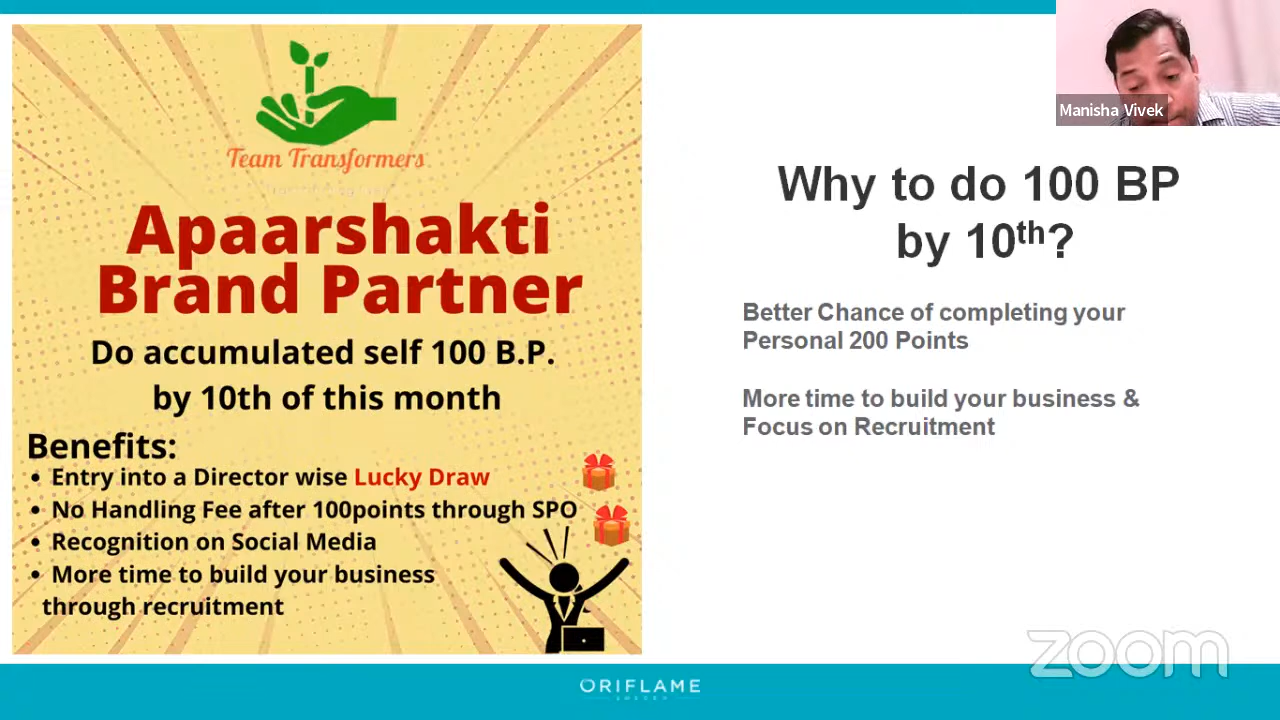 Team Transformers
Apaarshakti
Brand Partner
Do accumulated self 100 B.P.
by 10th of this month
Benefits:
• Entry into a Director wise Lucky Draw
• No Handling Fee after 100points through SPO
• Recognition on Social Media
• More time to build your business
through recruitment
Manisha Vivek
Why to do 100 BP
by 10th?
Better Chance of completing your
Personal 200 Points
More time to build your business &
Focus on Recruitment
zoom
ORIFLAME
SWEDEN